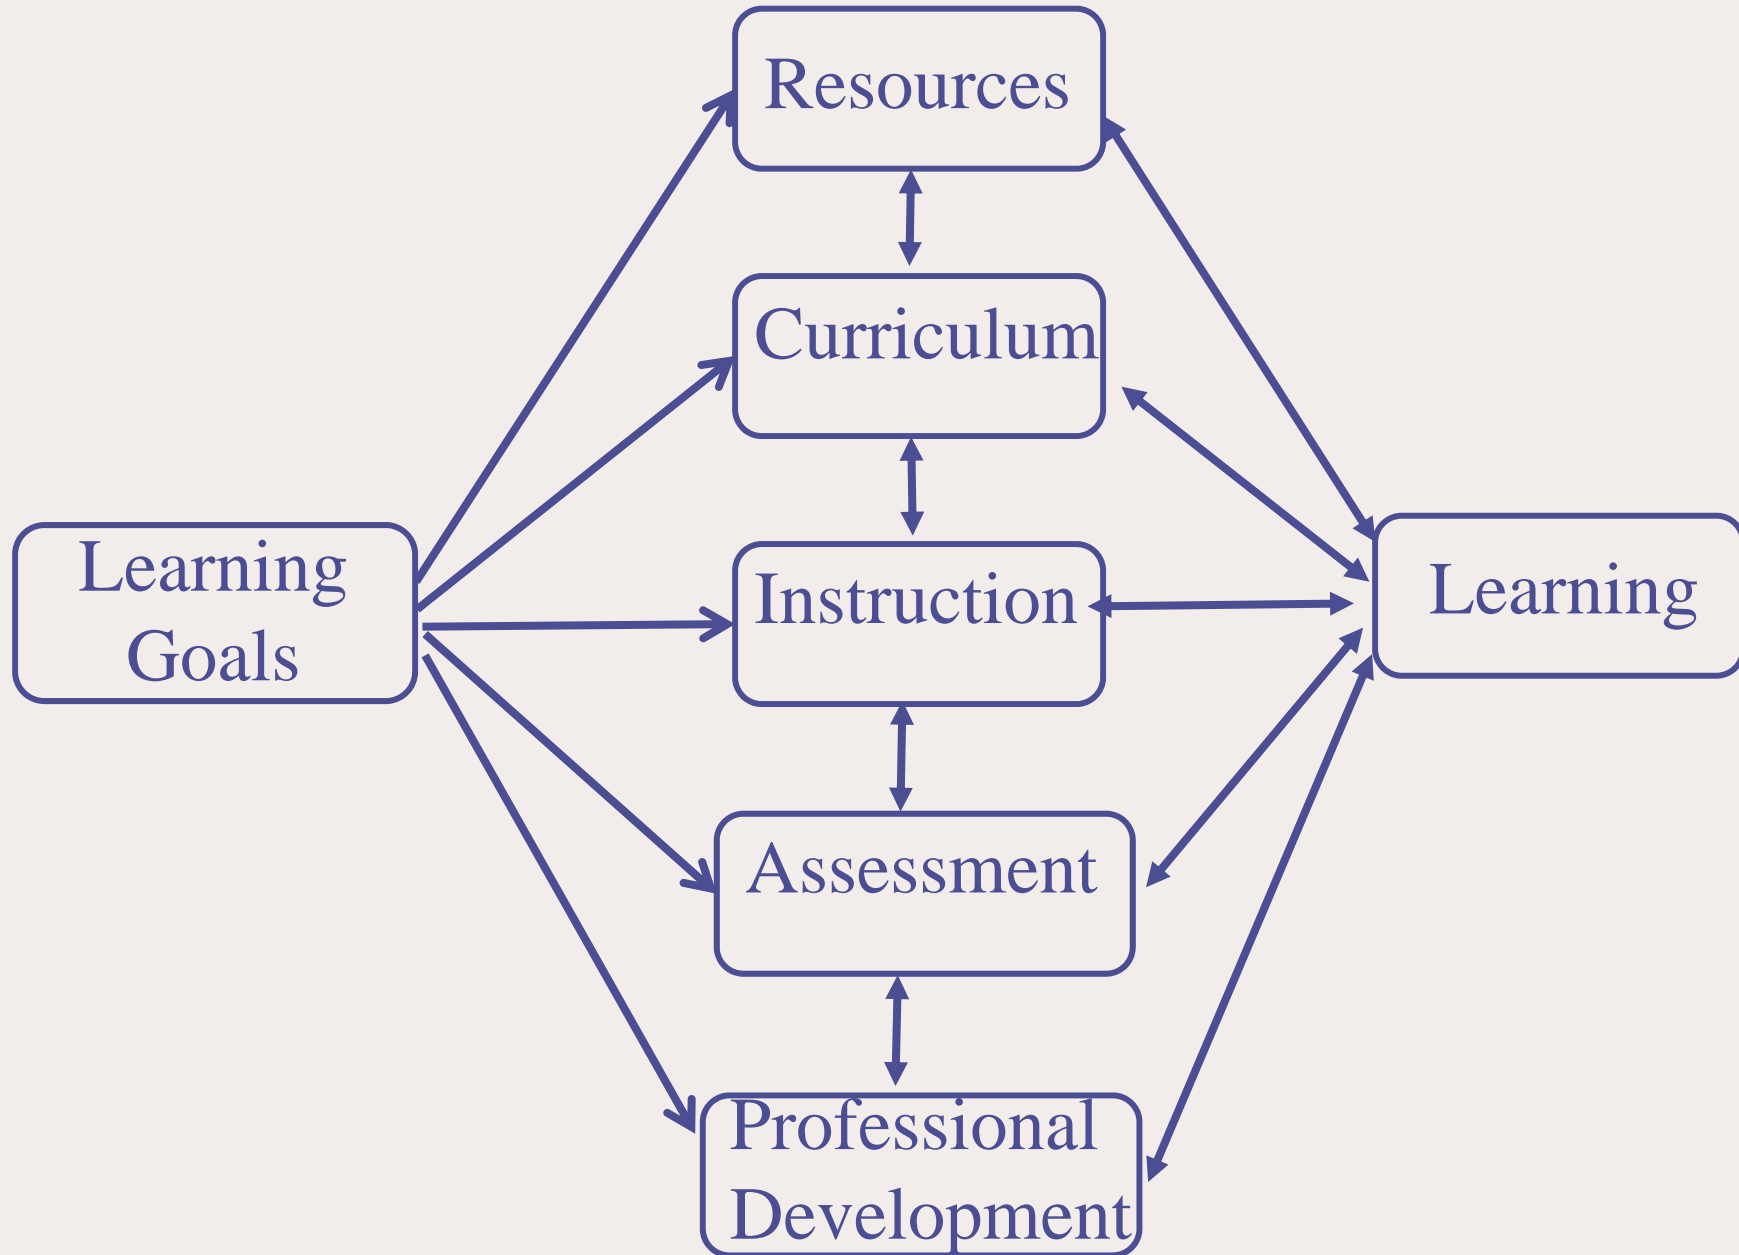 Resources
Curriculum
Learning
Goals
Instruction
Learning
Assessment
Professional
Development